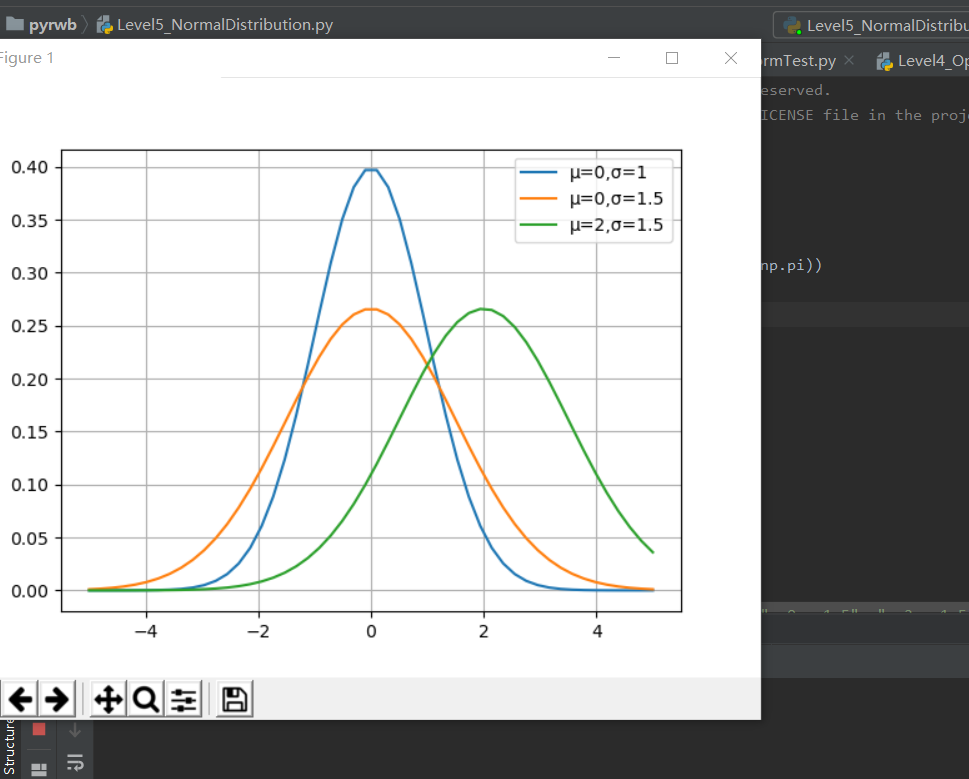 pyrwb
Level5_NormalDistribution.py
Level5_NormalDistribu
Figure 1
rmTest.py
Level4_Op
eserved.
ICENSE file in the proj
np.pi))
μ=0,σ=1
μ=0,σ=1.5
μ=2,σ=1.5
0.40
0.35
0.30
0.25
0.20
0.15
0.10
0.05
0.00
−4 −2 0 2 4
Structure